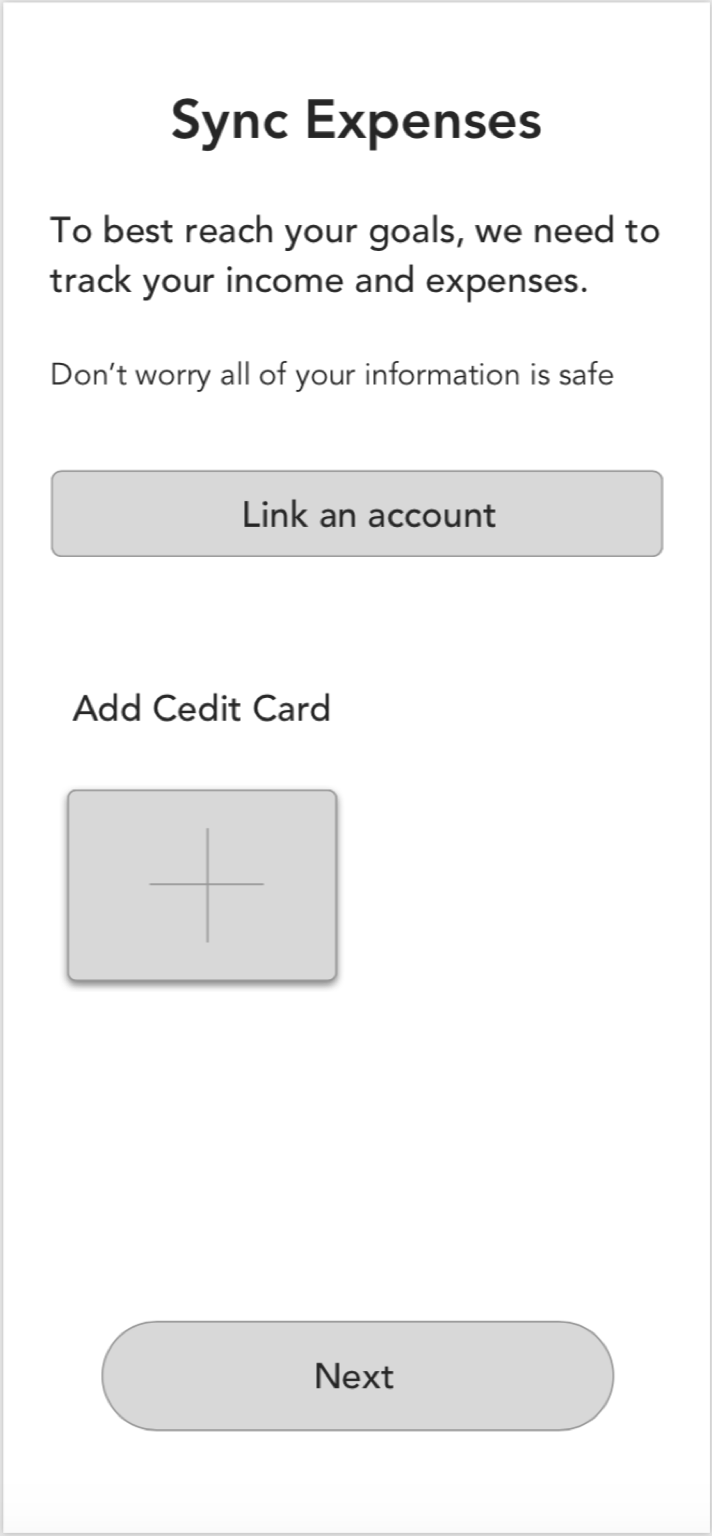 Sync Expenses
To best reach your goals, we need to
track your income and expenses.
Don’t worry all of your information is safe
Link an account
Add Cedit Card
Next